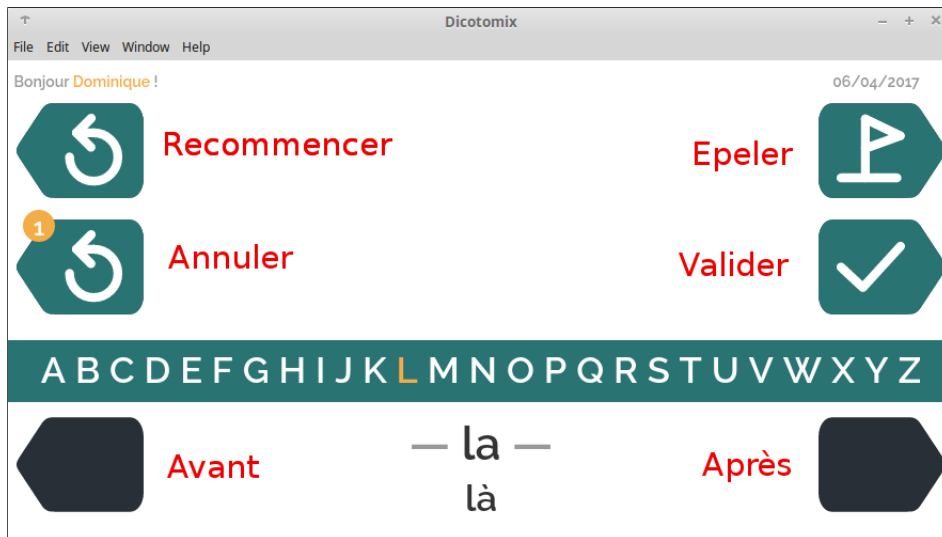 Dicotomix
File Edit View Window Help
Bonjour Dominique !
06/04/2017
Recommencer
Epeler
1
Annuler
Valider
A B C D E F G H I J K L M N O P Q R S T U V W X Y Z
Avant
— la —
Après
là